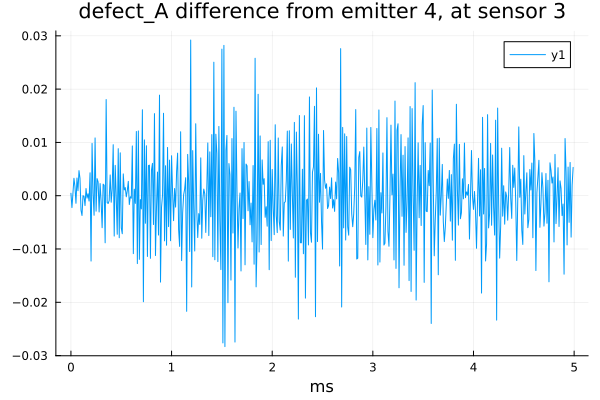 defect_A difference from emitter 4, at sensor 3
y1
0.03
0.02
0.01
0.00
−0.01
−0.02
−0.03
0 1 2 3 4 5
ms